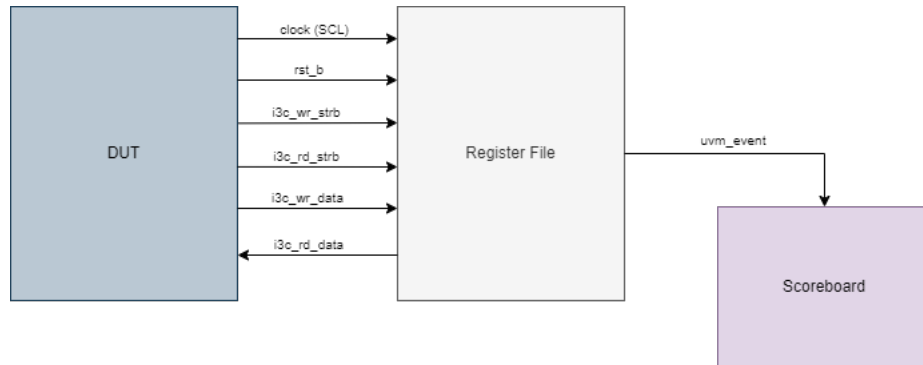 clock (SCL)
rst_b
i3c_wr_strb
DUT
Register File
uvm_event
i3c_rd_strb
i3c_wr_data
i3c_rd_data
Scoreboard